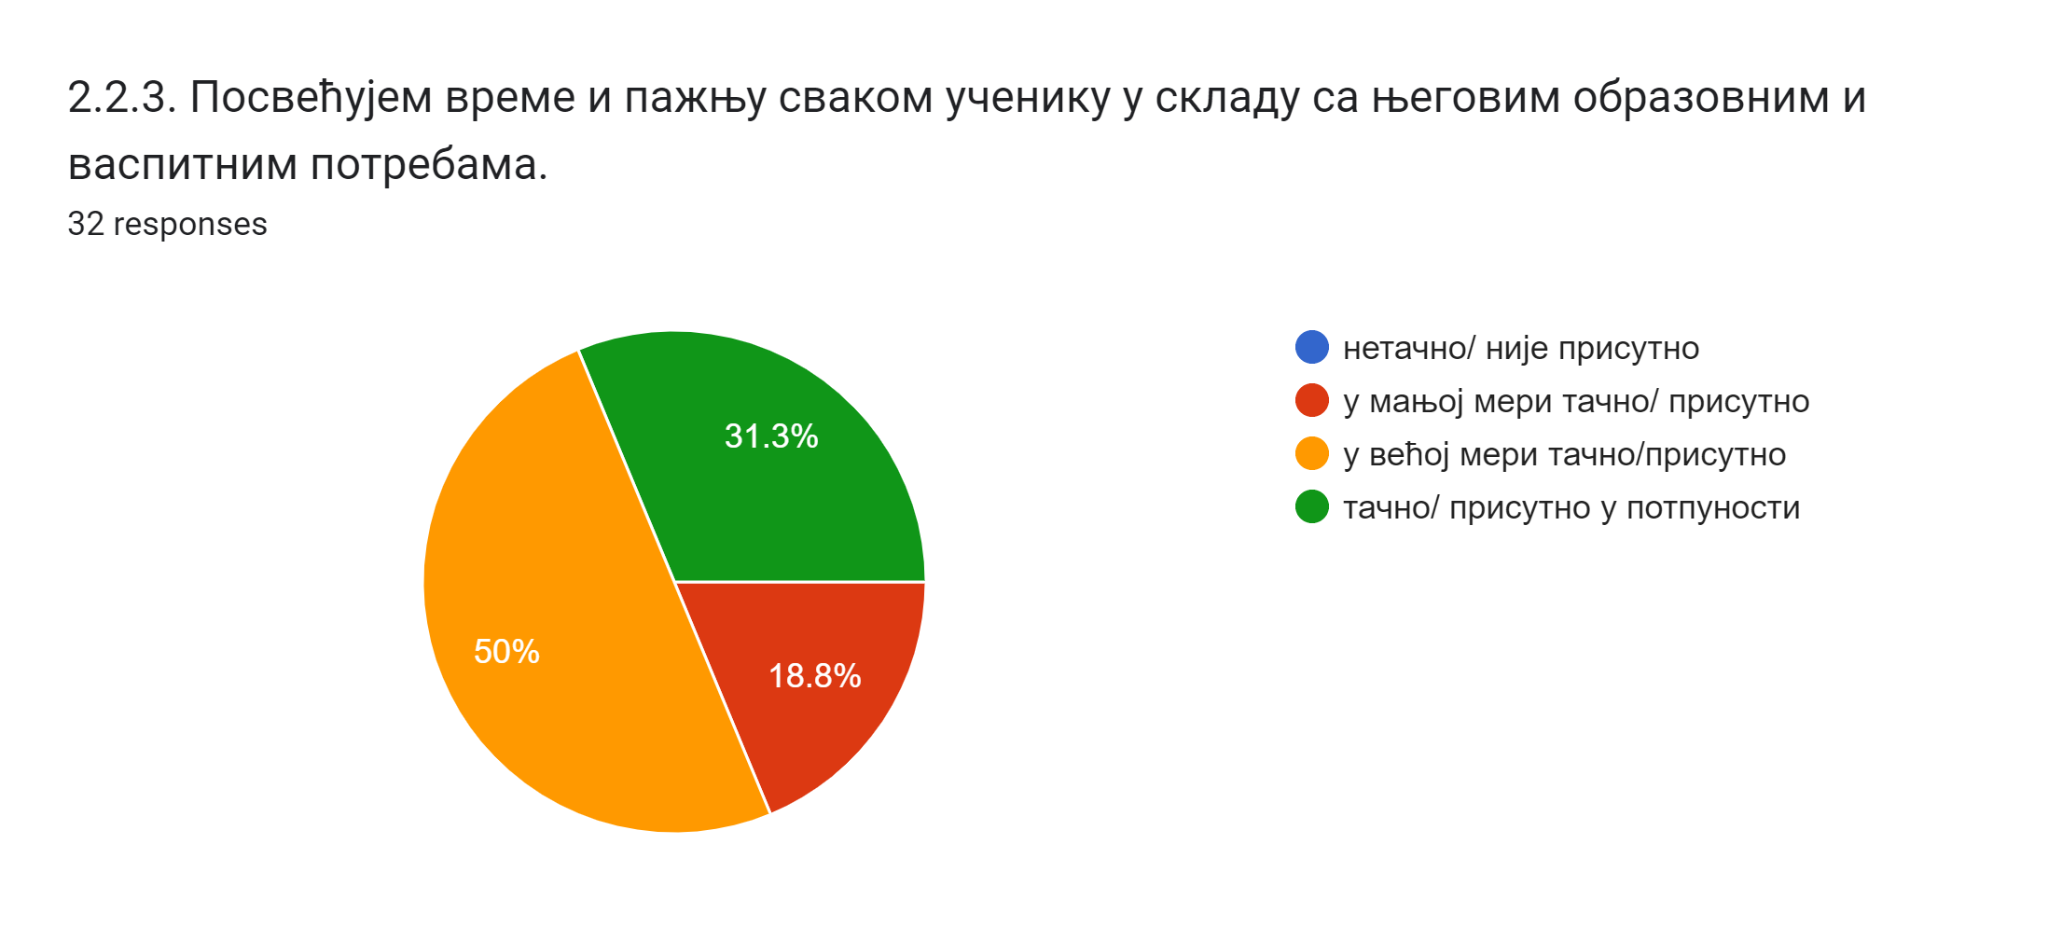 2.2.3. Посвећујем време и пажњу сваком ученику у складу са његовим образовним и
васпитним потребама.
32 responses
31.3%
50%
18.8%
нетачно/ није присутно
у мањој мери тачно/ присутно
у већој мери тачно/присутно
тачно/ присутно у потпуности